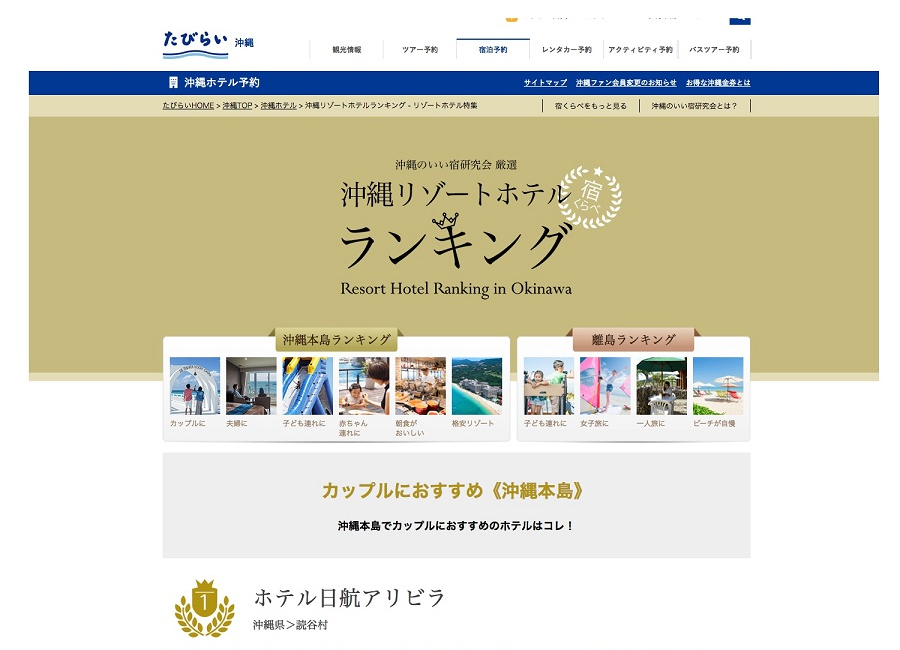 たびらい 沖縄
観光情報
ツアー予約
宿泊予約
レンタカー予約
アクティビティ予約
バスツアー予約
沖縄ホテル予約
サイトマップ
沖縄ファン会員変更のお知らせ
お得な沖縄金券とは
たびらいHOME > 沖縄TOP > 沖縄ホテル > 沖縄リゾートホテルランキング - リゾートホテル特集
宿くらべをもっと見る
沖縄のいい宿研究会とは？
沖縄のいい宿研究会 厳選
沖縄リゾートホテル
宿
くらべ
ランキング
Resort Hotel Ranking in Okinawa
沖縄本島ランキング
カップルに
夫婦に
子ども連れに
赤ちゃん
連れに
朝食が
おいしい
格安リゾート
離島ランキング
子ども連れに
女子旅に
一人旅に
ビーチが自慢
カップルにおすすめ《沖縄本島》
沖縄本島でカップルにおすすめのホテルはコレ！
1
ホテル日航アリビラ
沖縄県＞読谷村